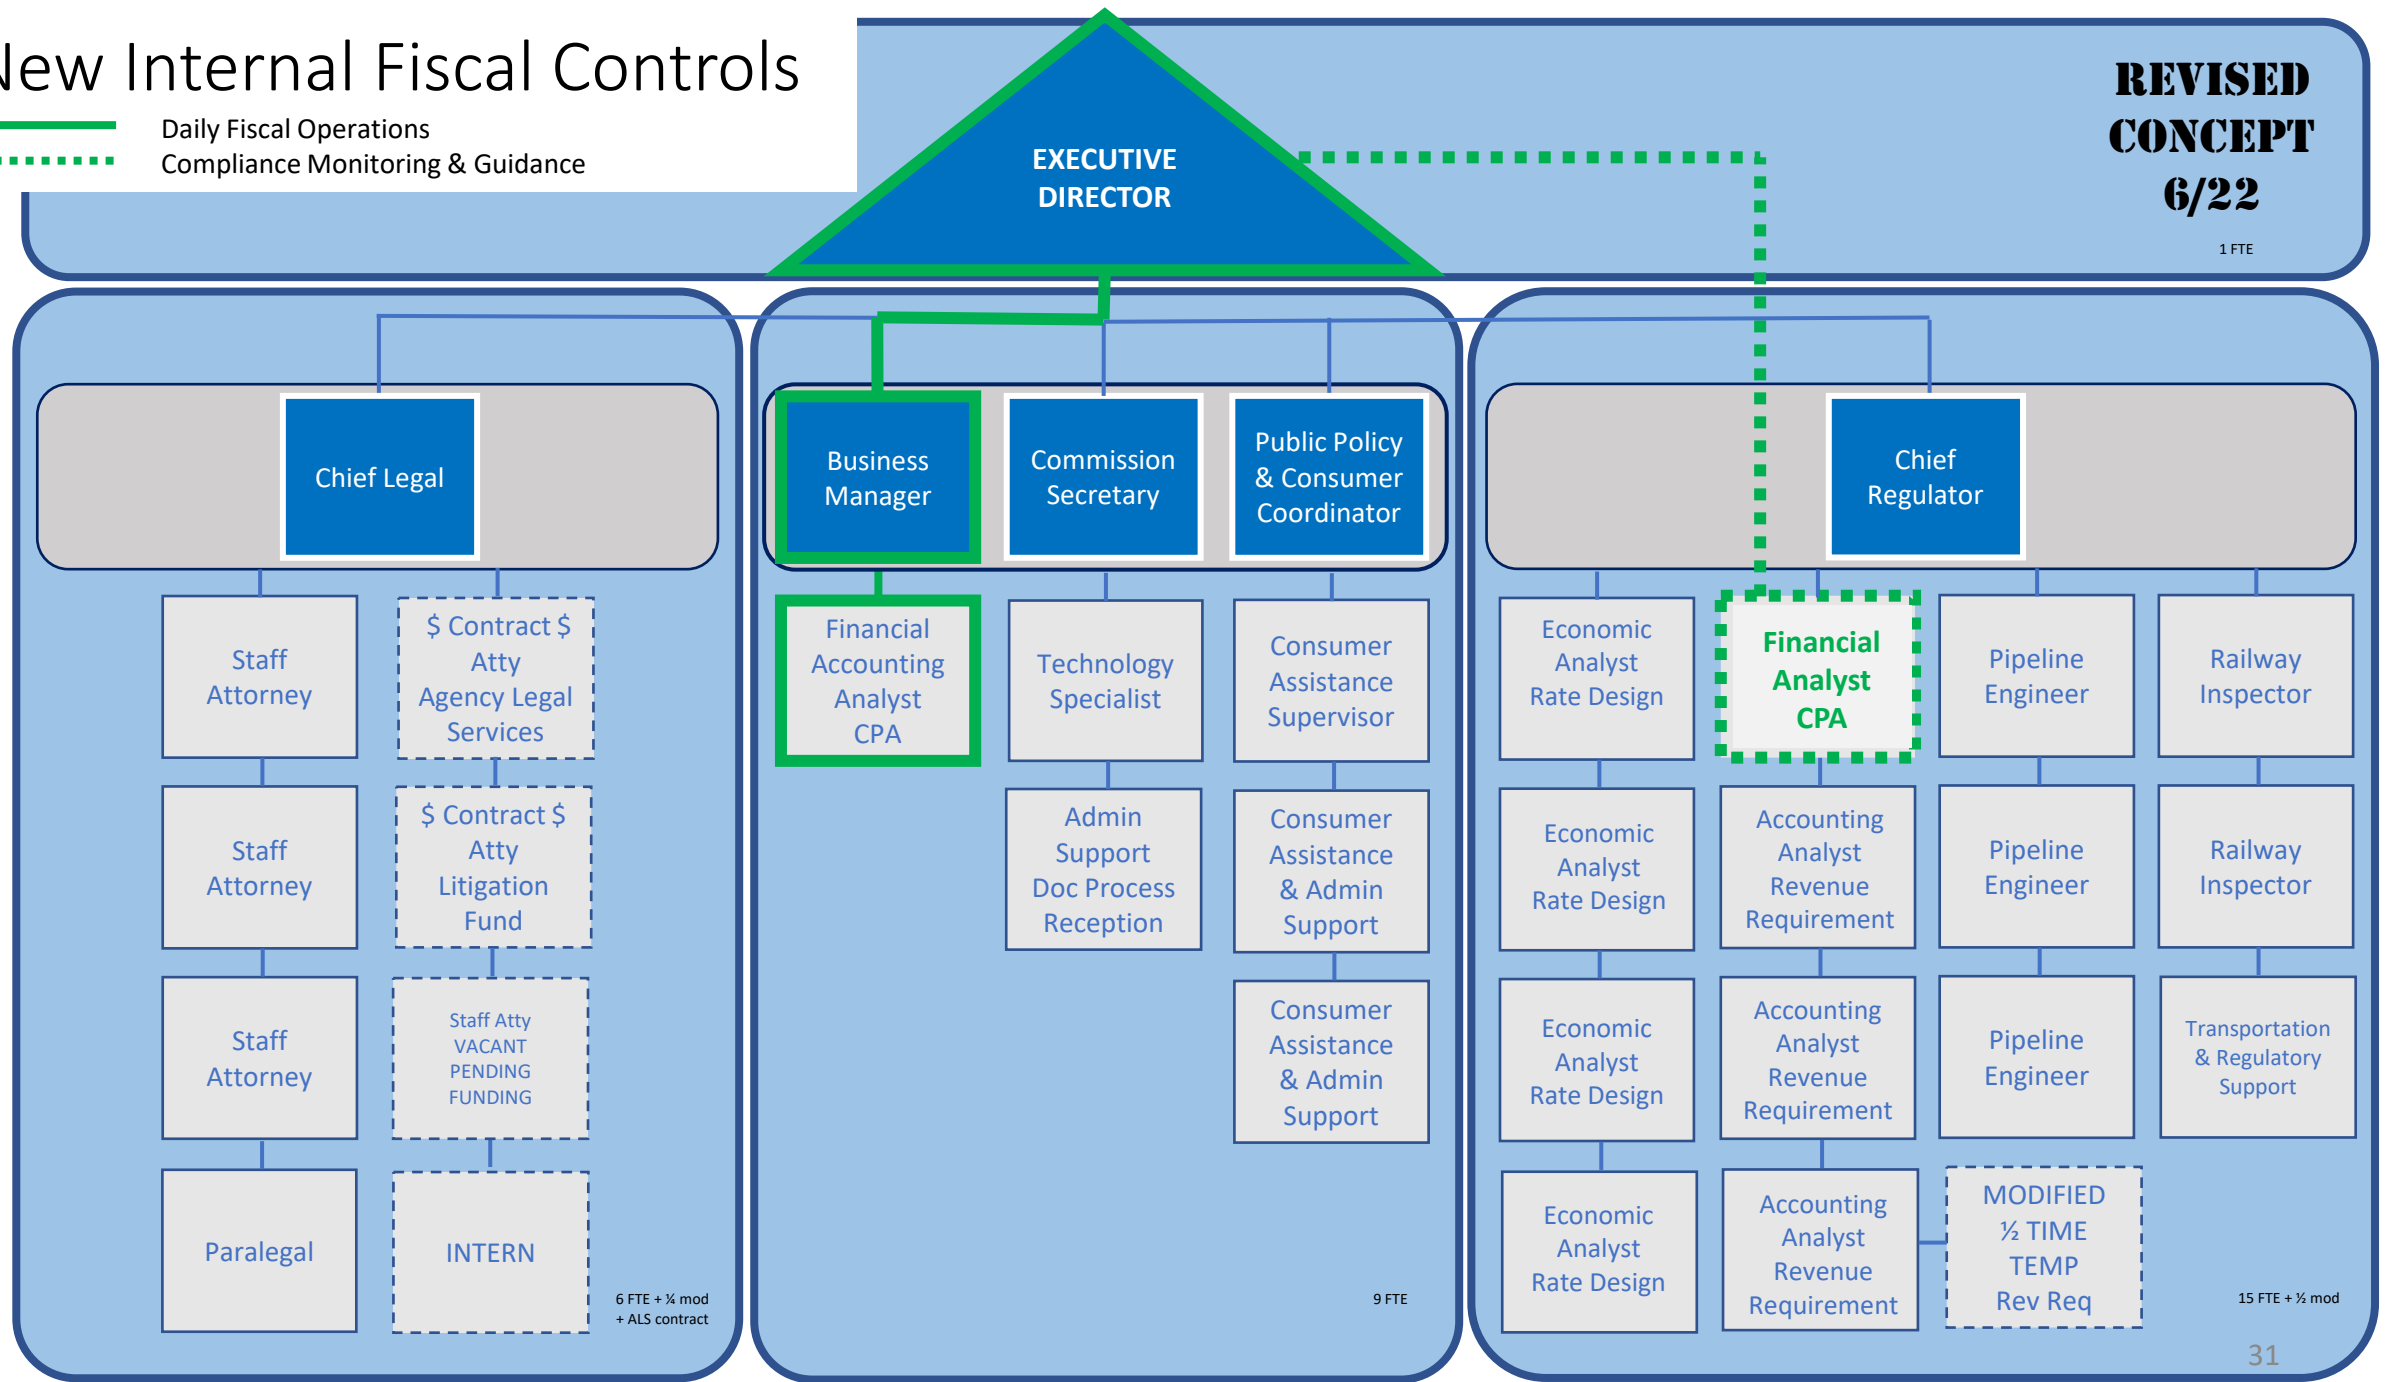 New Internal Fiscal Controls
Daily Fiscal Operations
Compliance Monitoring & Guidance
REVISED
CONCEPT
6/22
1 FTE
EXECUTIVE
DIRECTOR
Chief Legal
Business
Manager
Commission
Secretary
Public Policy
& Consumer
Coordinator
Chief
Regulator
Staff
Attorney
$ Contract $
Atty
Agency Legal
Services
Staff
Attorney
$ Contract $
Atty
Litigation
Fund
Staff
Attorney
Staff Atty
VACANT
PENDING
FUNDING
Paralegal
INTERN
6 FTE + ¼ mod
+ ALS contract
Financial
Accounting
Analyst
CPA
Technology
Specialist
Consumer
Assistance
Supervisor
Admin
Support
Doc Process
Reception
Consumer
Assistance
& Admin
Support
Consumer
Assistance
& Admin
Support
9 FTE
Economic
Analyst
Rate Design
Financial
Analyst
CPA
Pipeline
Engineer
Railway
Inspector
Economic
Analyst
Rate Design
Accounting
Analyst
Revenue
Requirement
Pipeline
Engineer
Railway
Inspector
Economic
Analyst
Rate Design
Accounting
Analyst
Revenue
Requirement
Pipeline
Engineer
Transportation
& Regulatory
Support
Economic
Analyst
Rate Design
Accounting
Analyst
Revenue
Requirement
MODIFIED
½ TIME
TEMP
Rev Req
15 FTE + ½ mod
31